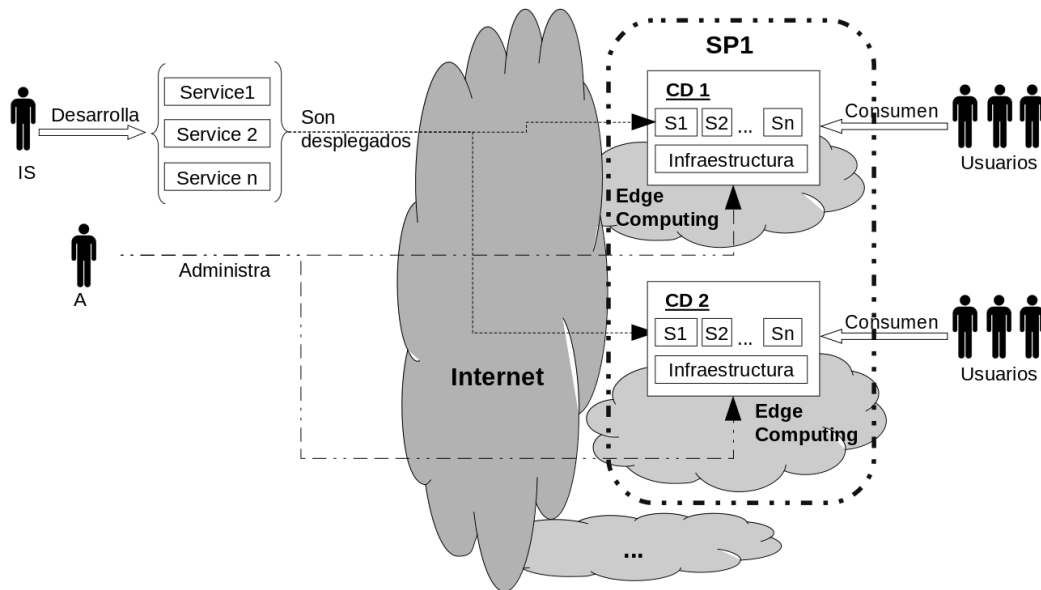 SP1
IS
Desarrolla
Service1
Service 2
Service n
Son
desplegados
CD 1
S1 S2 ... Sn
Infraestructura
Edge
Computing
Consumen
Usuarios
A
Administra
Internet
CD 2
S1 S2 ... Sn
Infraestructura
Edge
Computing
Consumen
Usuarios
...